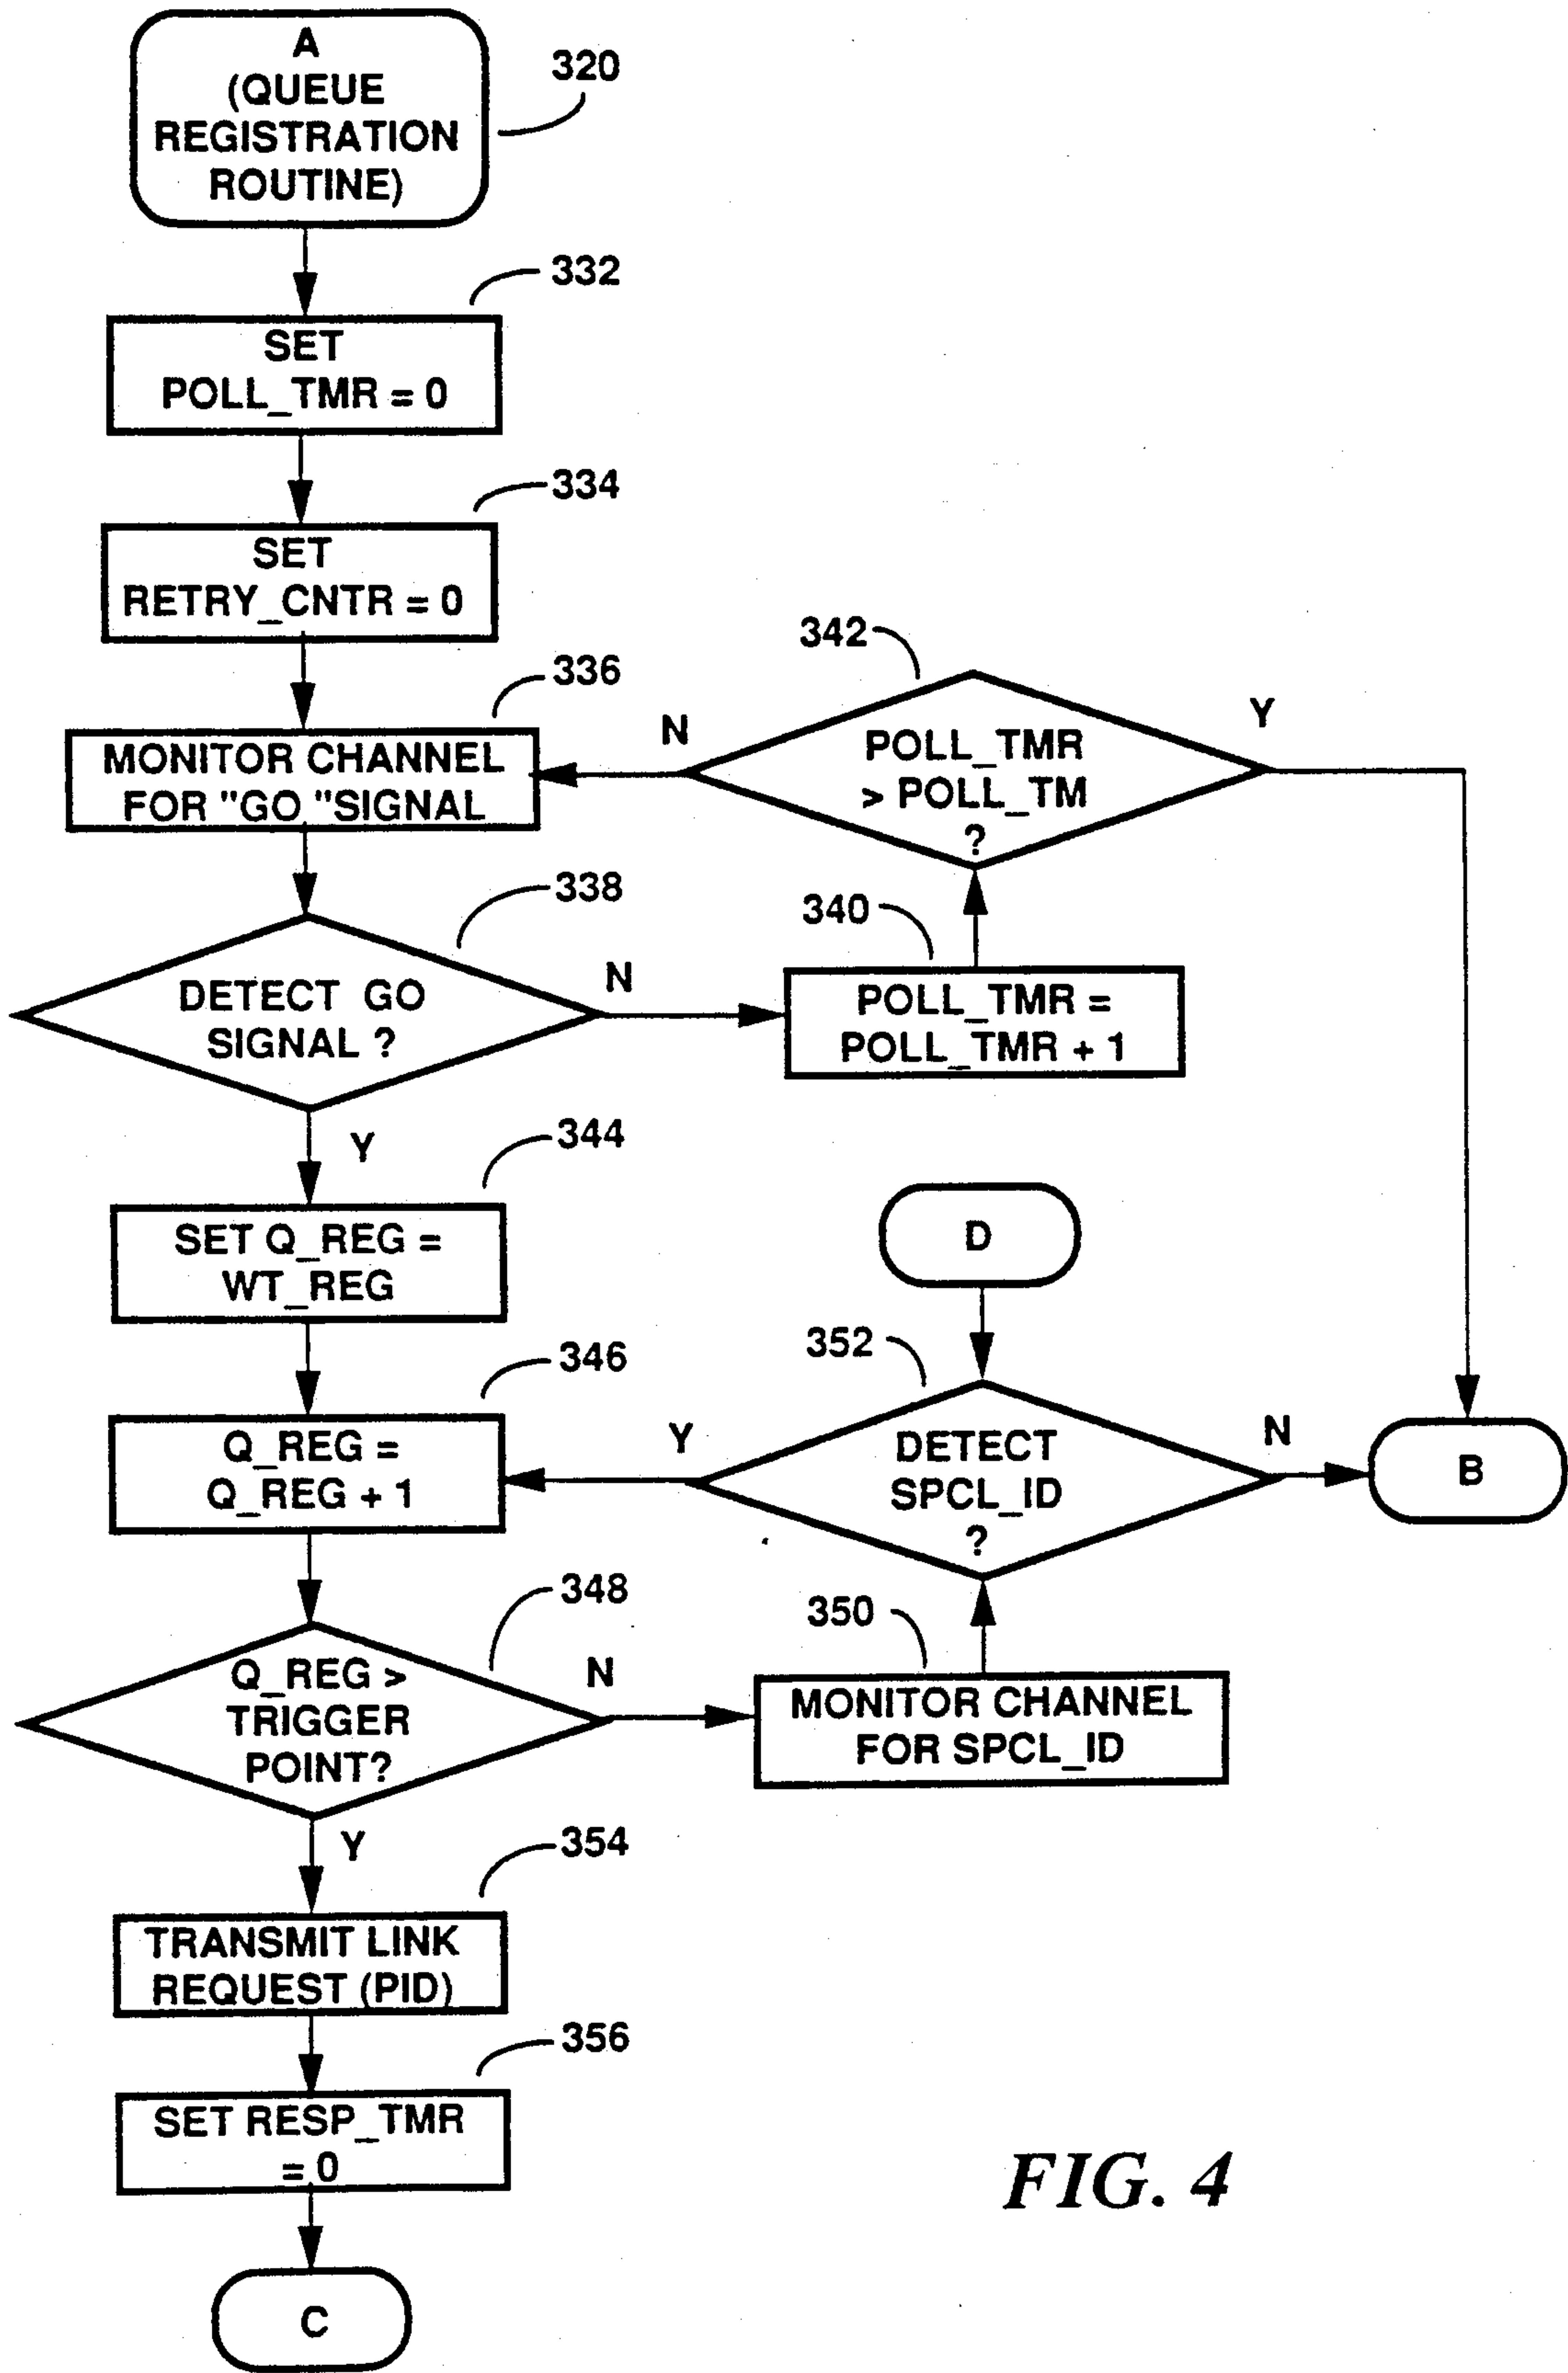 A
(QUEUE
REGISTRATION
ROUTINE)
320
332
SET
POLL_TMR = 0
334
SET
RETRY_CNTR = 0
336
MONITOR CHANNEL
FOR "GO "SIGNAL
342
N
Y
POLL_TMR
> POLL_TM
?
338
DETECT GO
SIGNAL ?
N
Y
340
POLL_TMR =
POLL_TMR + 1
344
SET Q_REG =
WT_REG
D
346
Q_REG =
Q_REG + 1
352
Y
DETECT
SPCL_ID
?
N
B
348
Q_REG >
TRIGGER
POINT?
N
Y
350
MONITOR CHANNEL
FOR SPCL_ID
354
TRANSMIT LINK
REQUEST (PID)
356
SET RESP_TMR
= 0
C
FIG. 4